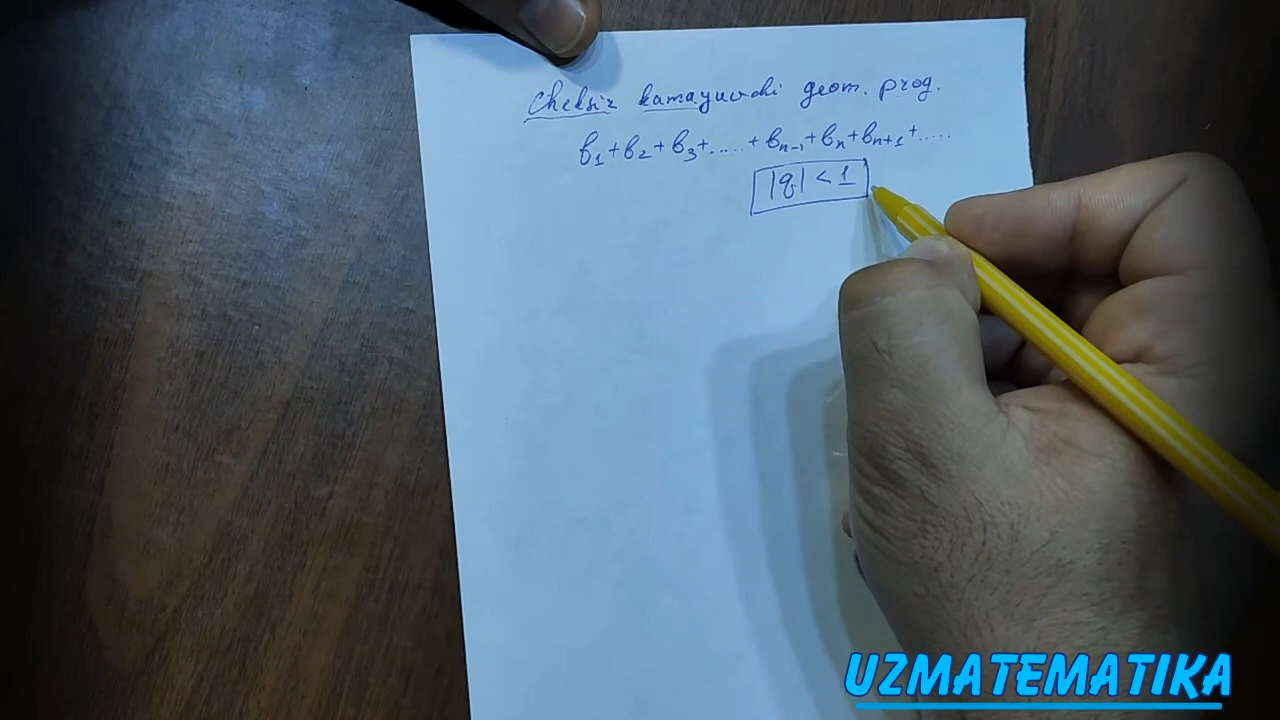 Cheksiz kamayuvchi geom. prog.
b₁+b₂+b₃+....+bₙ₋₁+bₙ+bₙ₊₁+.....
|q|<1
UZMATEMATIKA